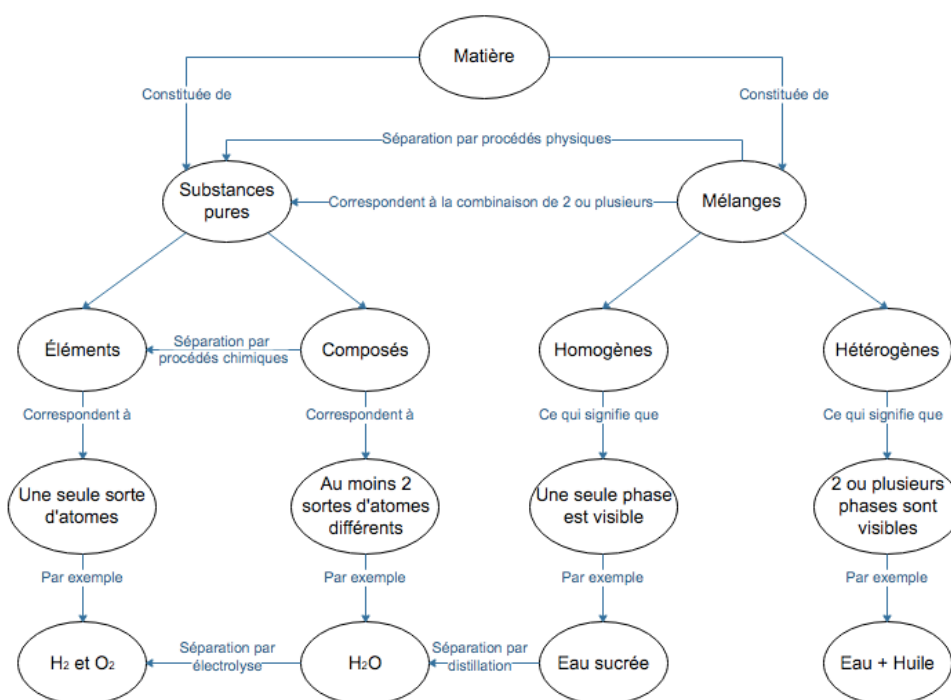 Matière
Constituée de
Constituée de
Séparation par procédés physiques
Substances
pures
Correspondent à la combinaison de 2 ou plusieurs
Mélanges
Éléments
Séparation par
procédés chimiques
Composés
Homogènes
Hétérogènes
Correspondent à
Correspondent à
Ce qui signifie que
Ce qui signifie que
Une seule sorte
d'atomes
Au moins 2
sortes d'atomes
différents
Une seule phase
est visible
2 ou plusieurs
phases sont
visibles
Par exemple
Par exemple
Par exemple
Par exemple
H₂ et O₂
Séparation par
électrolyse
H₂O
Séparation par
distillation
Eau sucrée
Eau + Huile